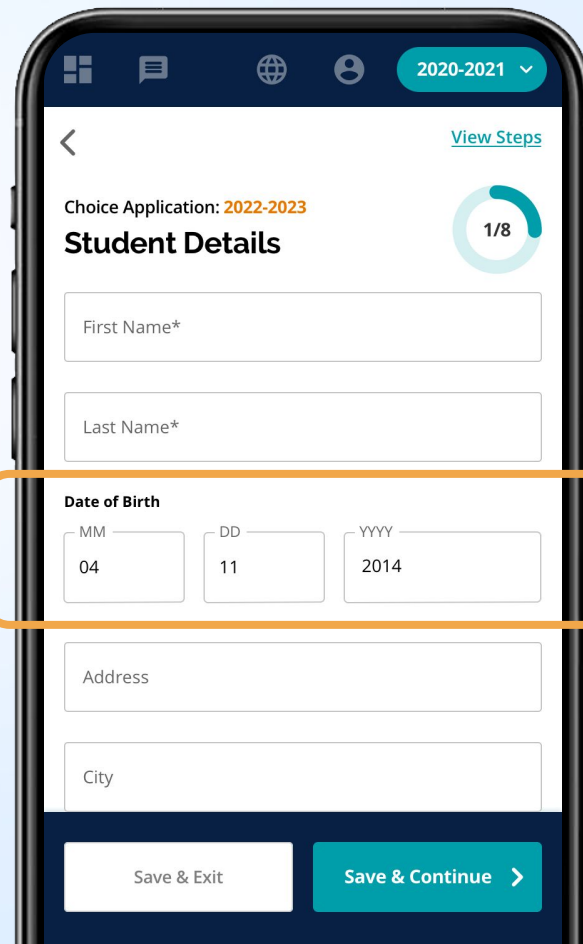 2020-2021
View Steps
Choice Application: 2022-2023
Student Details
1/8
First Name*
Last Name*
Date of Birth
MM DD YYYY
04 11 2014
Address
City
Save & Exit Save & Continue